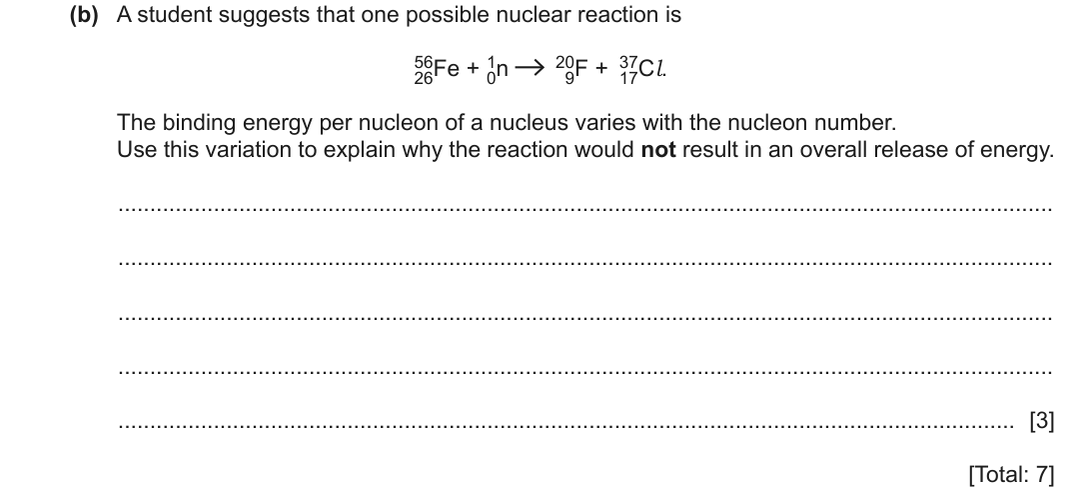 (b) A student suggests that one possible nuclear reaction is
⁵⁶₂₆Fe + ¹₀n → ²⁰₉F + ³⁷₁₇Cl.
The binding energy per nucleon of a nucleus varies with the nucleon number.
Use this variation to explain why the reaction would not result in an overall release of energy.
[3]
[Total: 7]